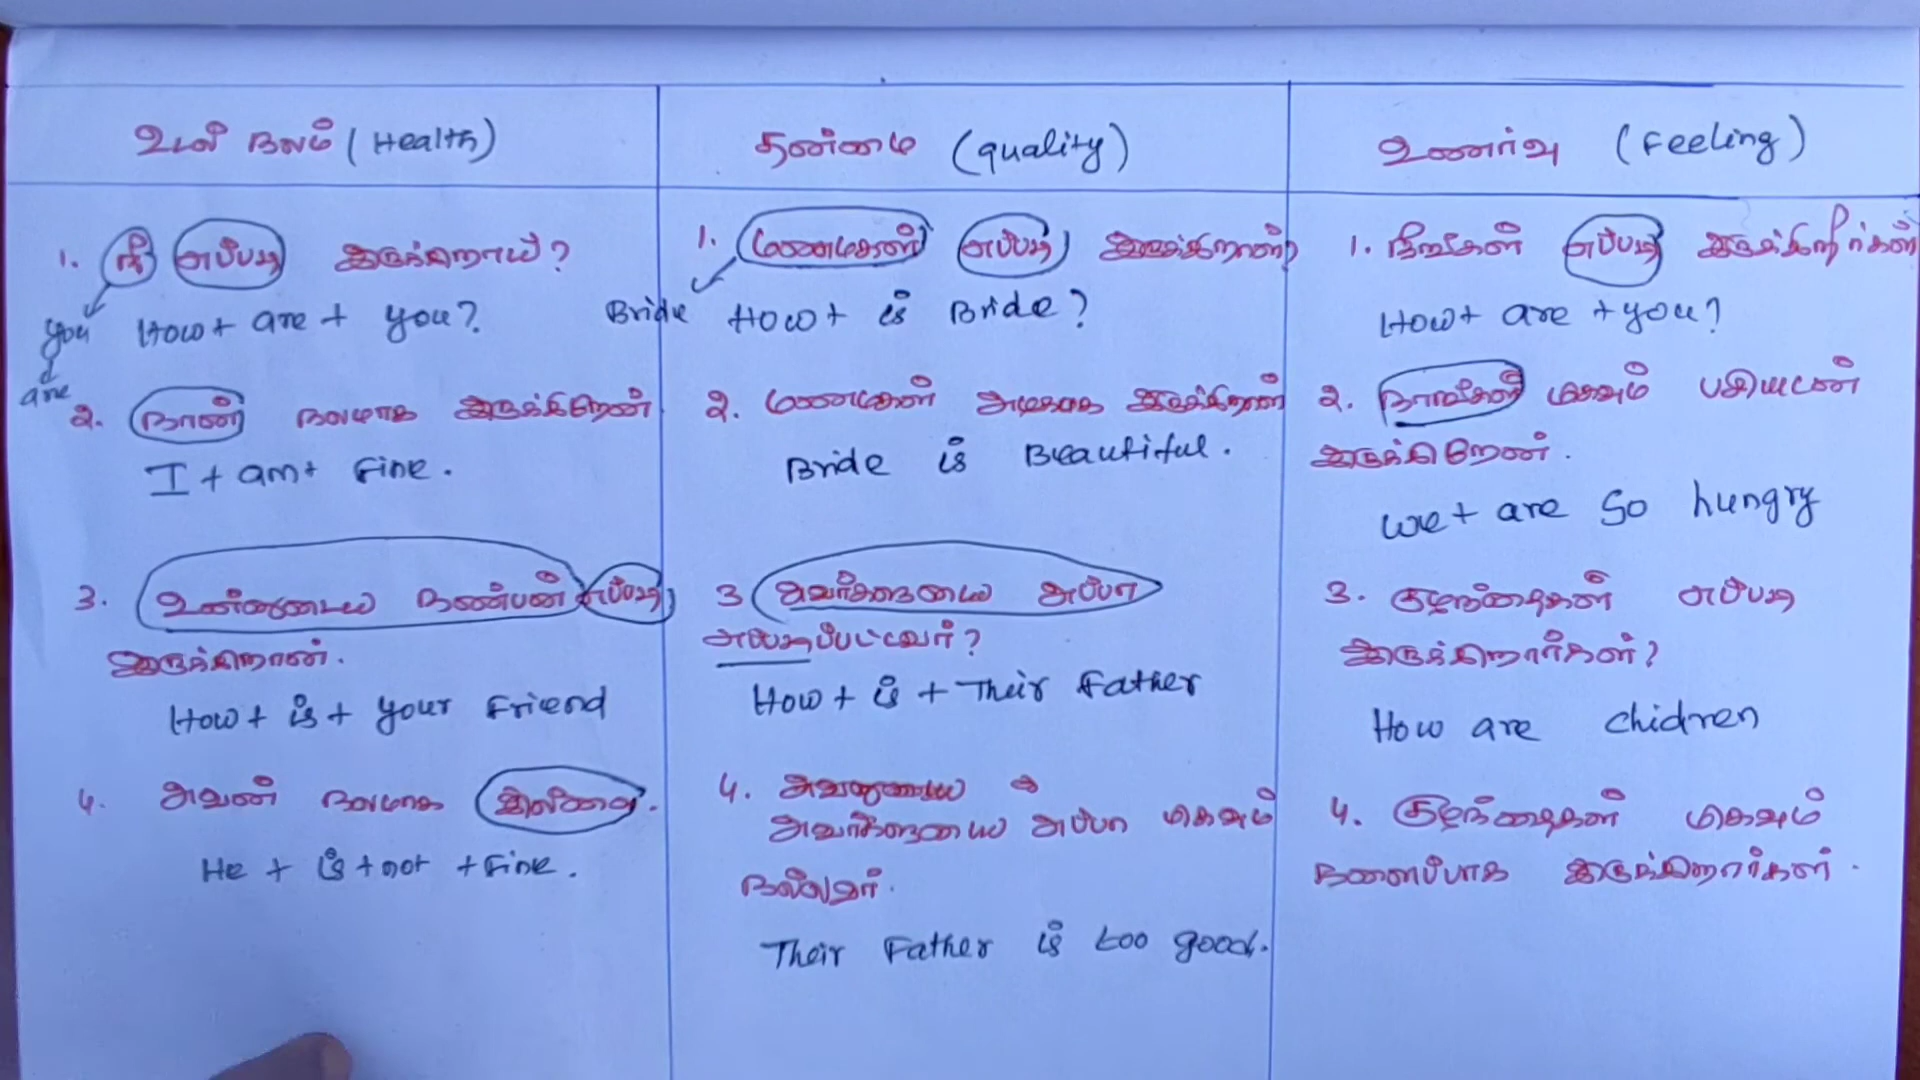 உடல் நலம் (Health)
1. நீ எப்படி இருக்கிறாய்?
you How + are + you?
are
2. நான் நலமாக இருக்கிறேன்
I + am + Fine.
3. உன்னுடைய நண்பன் எப்படி
இருக்கிறான்.
How + is + your Friend
4. அவன் நலமாக இல்லை.
He + is + not + Fine.
தன்மை (quality)
1. மணமகள் எப்படி இருக்கிறாள்
Bride How + is Bride?
2. மணமகள் அழகாக இருக்கிறாள்
Bride is Beautiful.
3 அவர்களுடைய அப்பா
எப்படிப்பட்டவர்?
How + is + Their Father
4. அவனுடைய
அவர்களுடைய அப்பா மிகவும்
நல்லவர்.
Their Father is too good.
உணர்வு (Feeling)
1. நீங்கள் எப்படி இருக்கிறீர்கள்
How + are + you?
2. நாங்கள் மிகவும் பசியுடன்
இருக்கிறோம்.
we + are so hungry
3. குழந்தைகள் எப்படி
இருக்கிறார்கள்?
How are chidren
4. குழந்தைகள் மிகவும்
களைப்பாக இருக்கிறார்கள்.